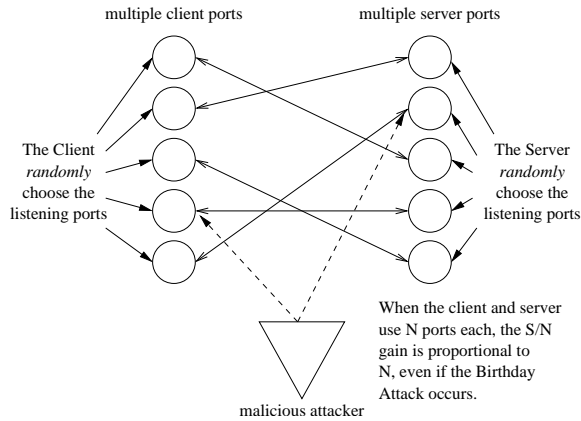 multiple client ports
multiple server ports
The Client
randomly
choose the
listening ports
The Server
randomly
choose the
listening ports
When the client and server
use N ports each, the S/N
gain is proportional to
N, even if the Birthday
Attack occurs.
malicious attacker